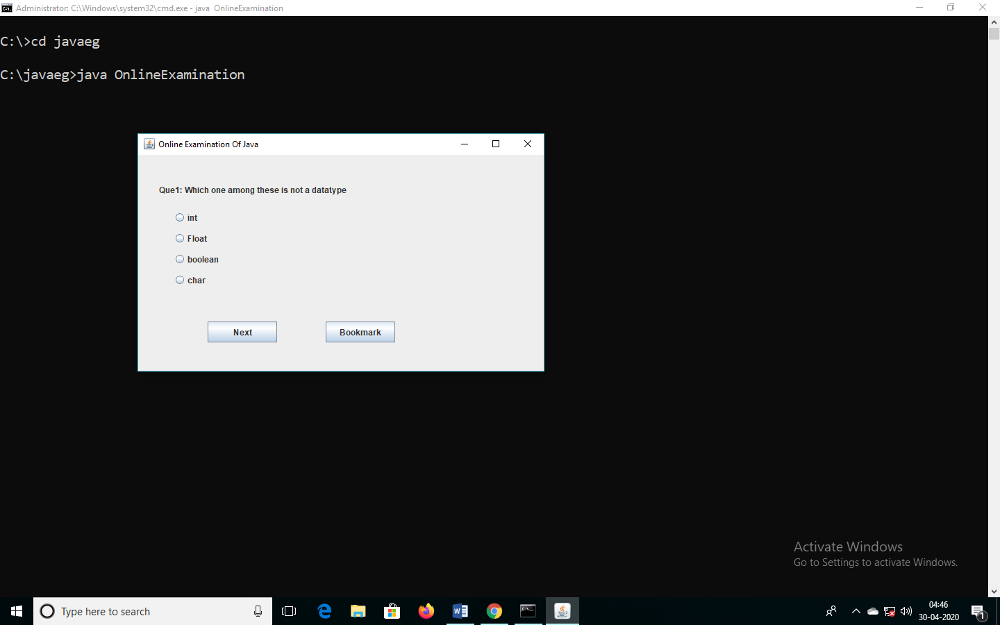 Administrator: C:\Windows\system32\cmd.exe - java  OnlineExamination
C:\>cd javaeg
C:\javaeg>java OnlineExamination
Online Examination Of Java
Que1: Which one among these is not a datatype
int
Float
boolean
char
Next
Bookmark
Activate Windows
Go to Settings to activate Windows.
Type here to search
04:46
30-04-2020
1